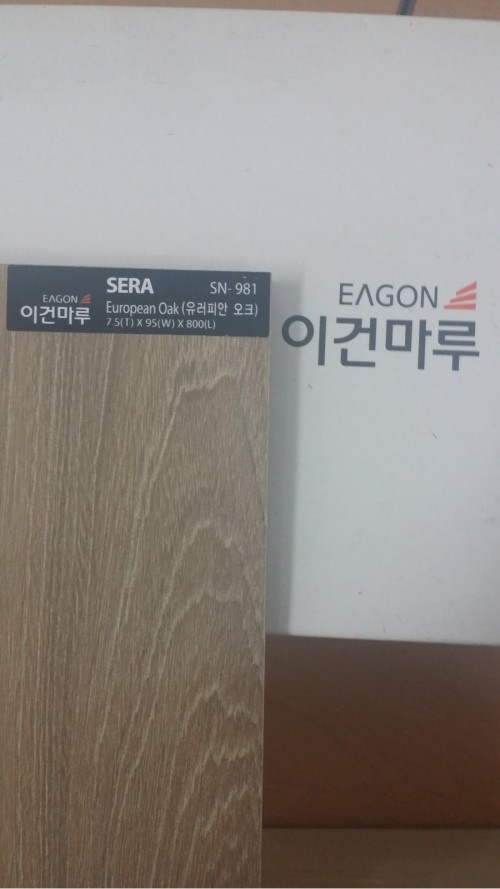 SERA SN-981
EAGON
이건마루
European Oak (유러피안 오크)
7.5(T) X 95(W) X 800(L)
EAGON
이건마루